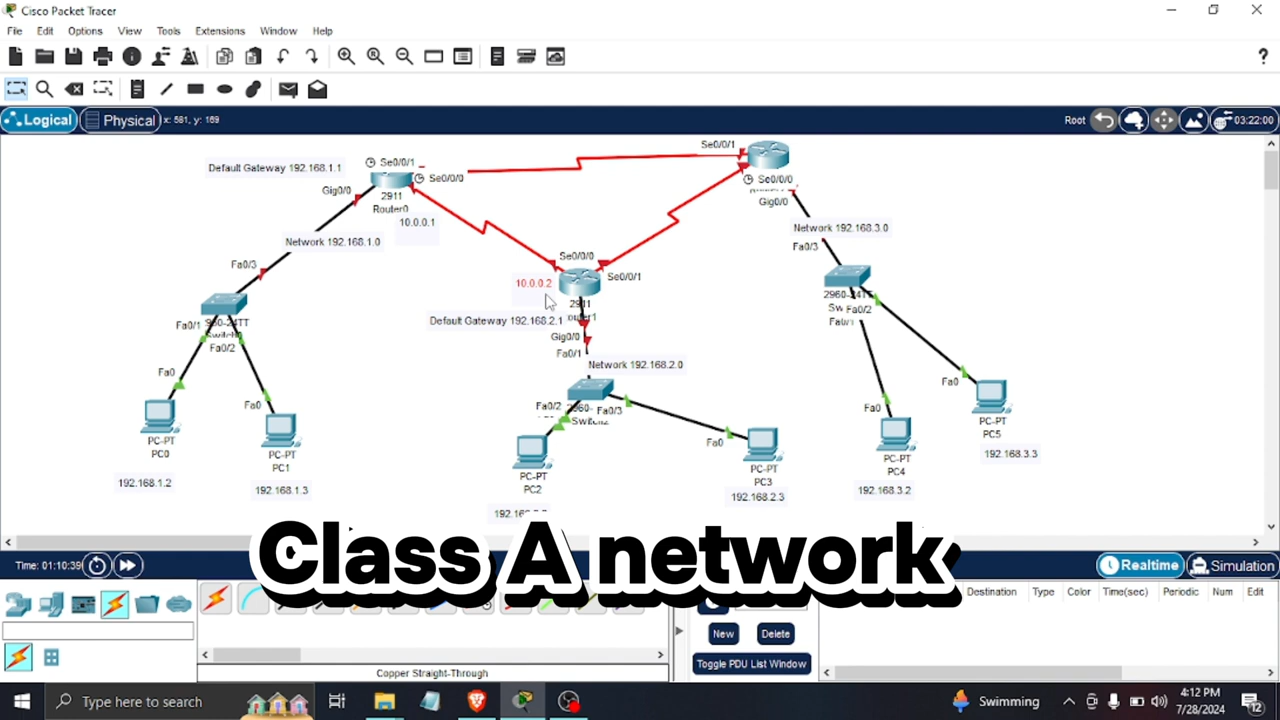 Cisco Packet Tracer
File Edit Options View Tools Extensions Window Help
?
Logical Physical x: 581, y: 189
Root 03:22:00
Se0/0/1
Default Gateway 192.168.1.1
Se0/0/1
Se0/0/0
Se0/0/0
Gig0/0
2911
Router0
Gig0/0
10.0.0.1
Network 192.168.3.0
Network 192.168.1.0
Fa0/3
Se0/0/0
Fa0/3
Se0/0/1
10.0.0.2
2911
Default Gateway 192.168.2.1
2960-24TT
Fa0/2
Fa0/1
Fa0/2
Gig0/0
Fa0/1
Network 192.168.2.0
Fa0
Fa0
Fa0
Fa0/2
Fa0/3
Fa0
Fa0
PC-PT
PC0
PC-PT
PC1
PC-PT
PC2
PC-PT
PC3
PC-PT
PC4
PC-PT
PC5
192.168.3.3
192.168.1.2
192.168.1.3
192.168.2.3
192.168.3.2
Class A network
Time: 01:10:39
Realtime Simulation
Destination Type Color Time(sec) Periodic Num Edit
New Delete
Toggle PDU List Window
Copper Straight-Through
Type here to search
Swimming
4:12 PM
7/28/2024
12